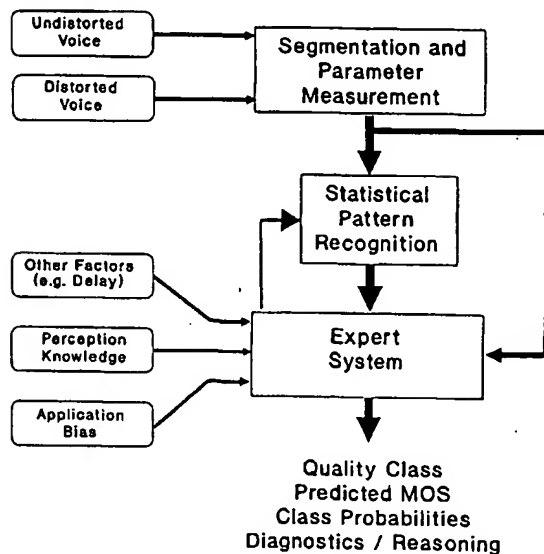 Undistorted
Voice
Distorted
Voice
Segmentation and
Parameter
Measurement
Statistical
Pattern
Recognition
Other Factors
(e.g. Delay)
Perception
Knowledge
Application
Bias
Expert
System
Quality Class
Predicted MOS
Class Probabilities
Diagnostics / Reasoning